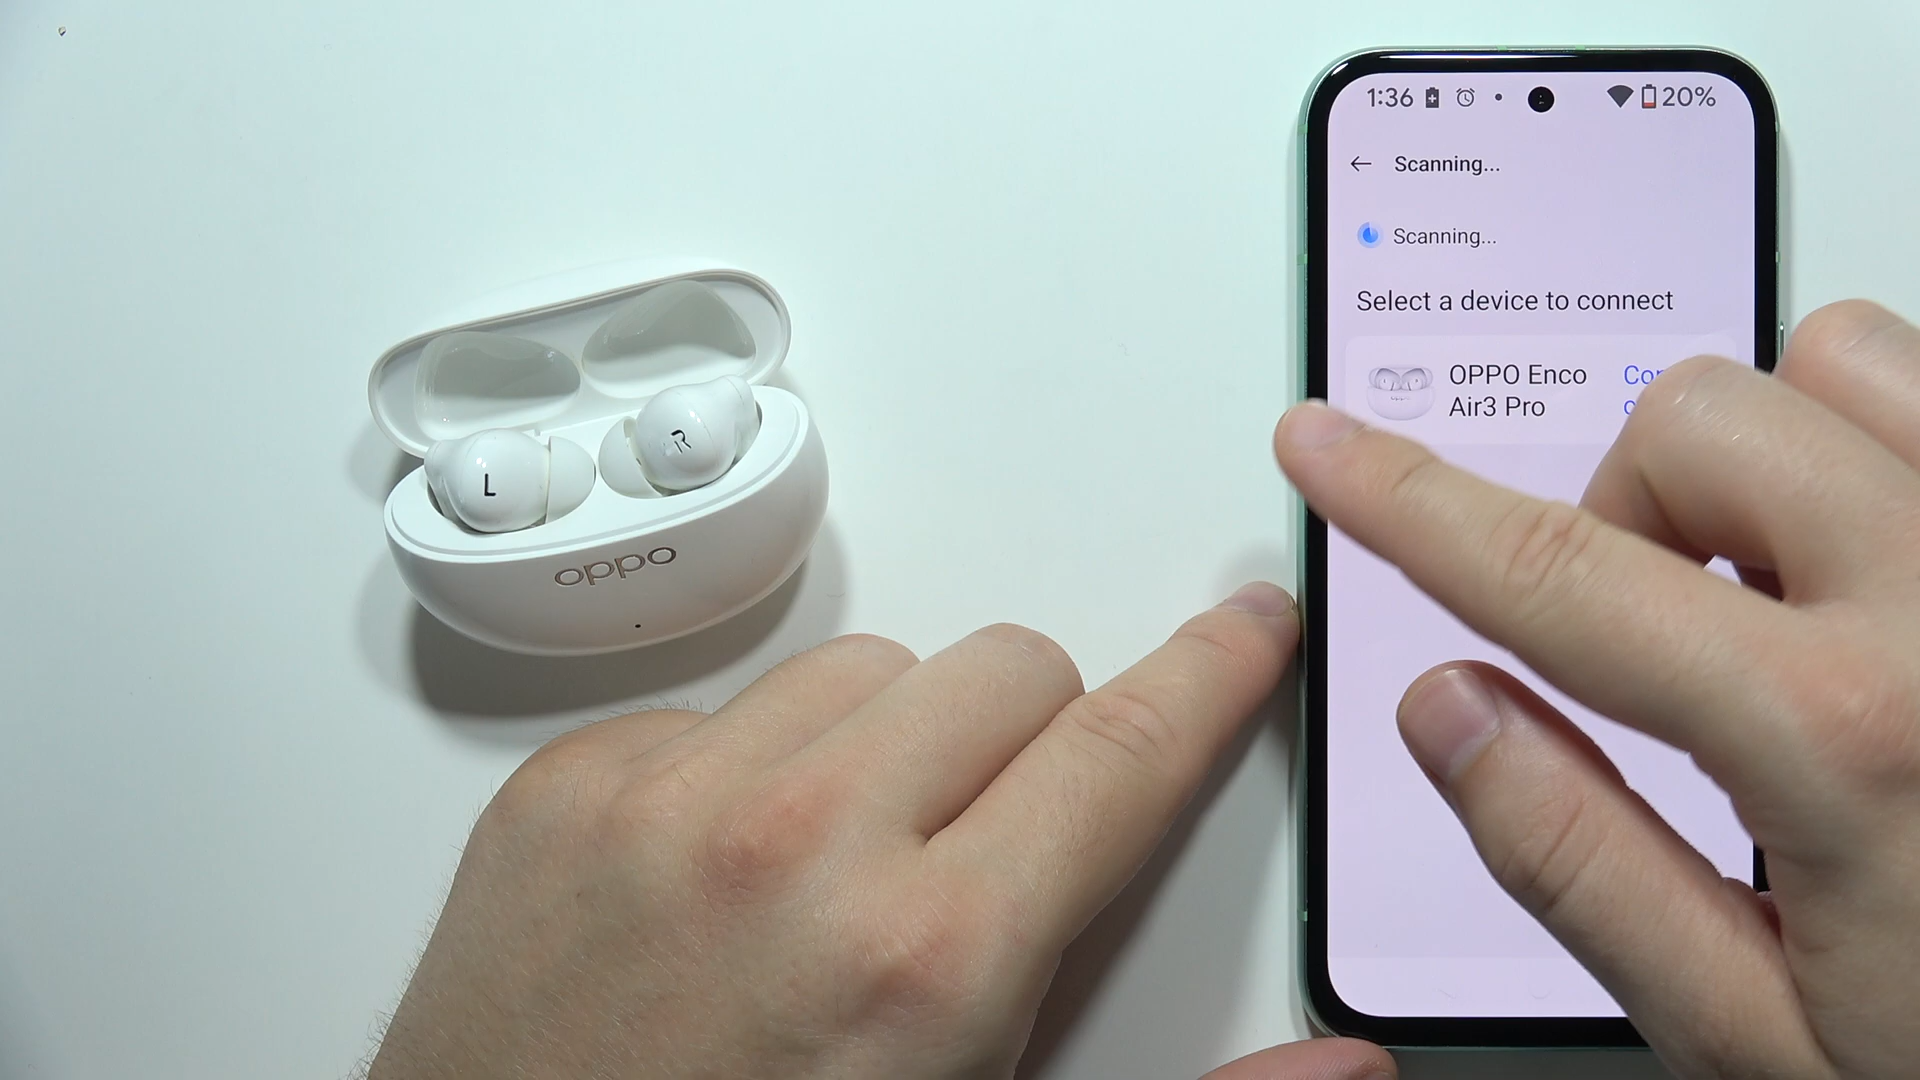 1:36
20%
Scanning...
Scanning...
Select a device to connect
OPPO Enco
Air3 Pro
L
R
oppo